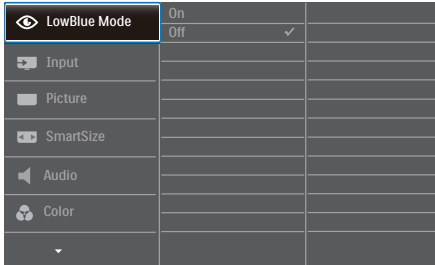 LowBlue Mode
On
Off
Input
Picture
SmartSize
Audio
Color